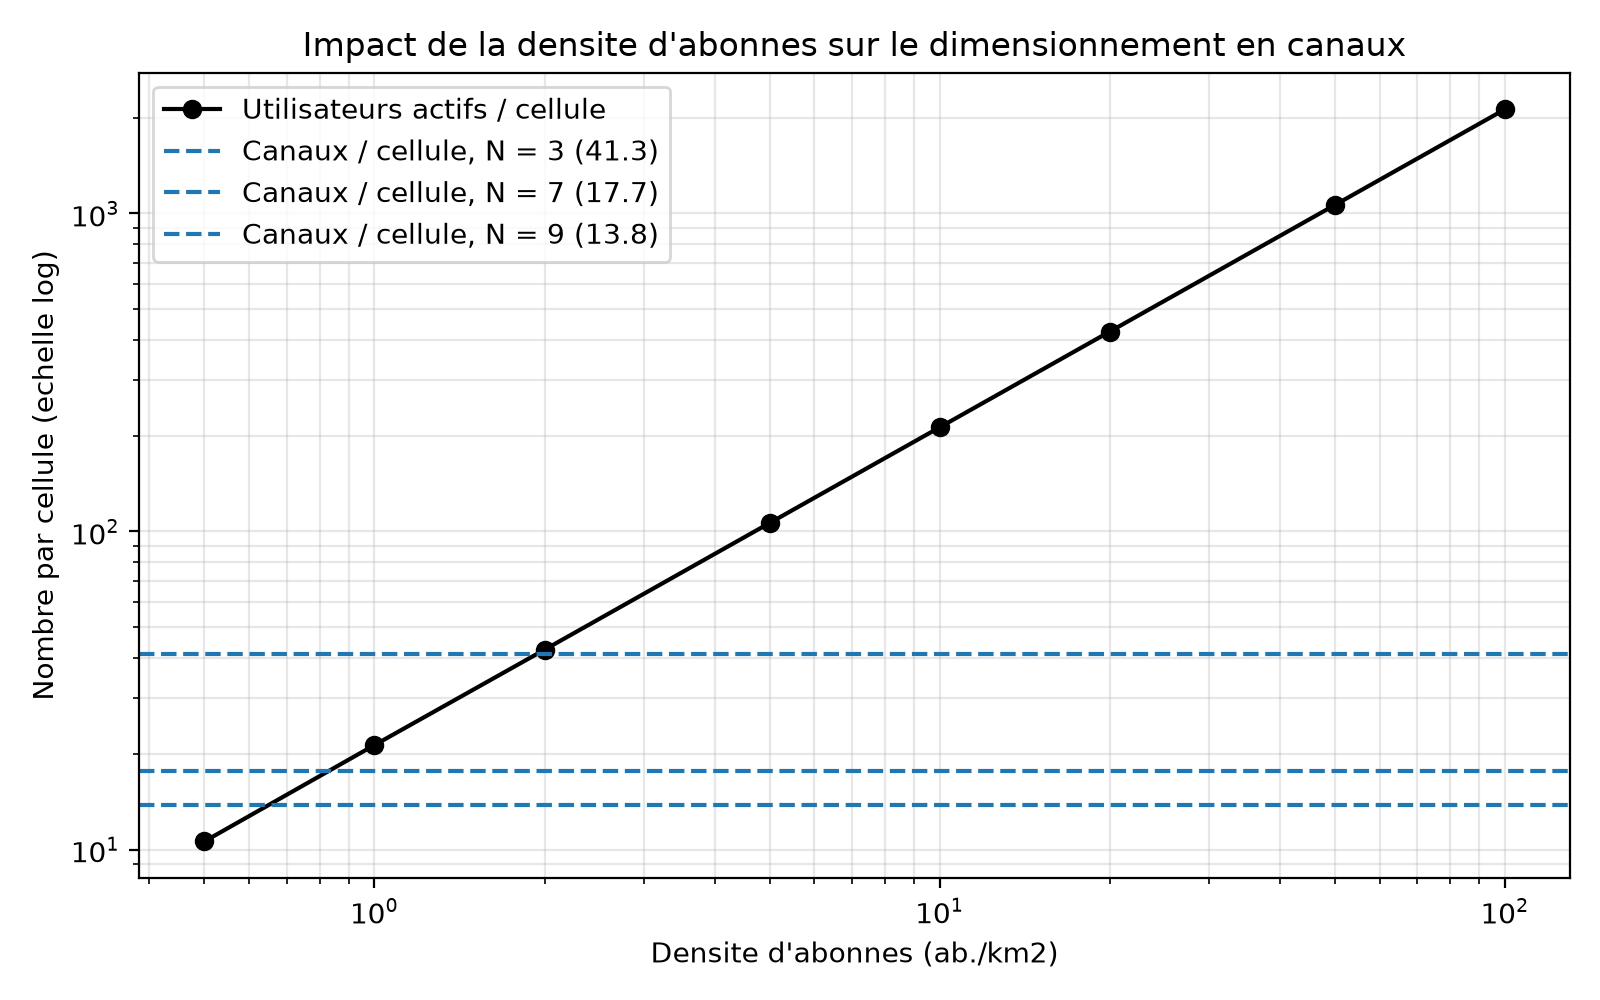 Impact de la densite d'abonnes sur le dimensionnement en canaux
Utilisateurs actifs / cellule
Canaux / cellule, N = 3 (41.3)
Canaux / cellule, N = 7 (17.7)
Canaux / cellule, N = 9 (13.8)
Nombre par cellule (echelle log)
10³
10²
10¹
10⁰
10¹
10²
Densite d'abonnes (ab./km2)